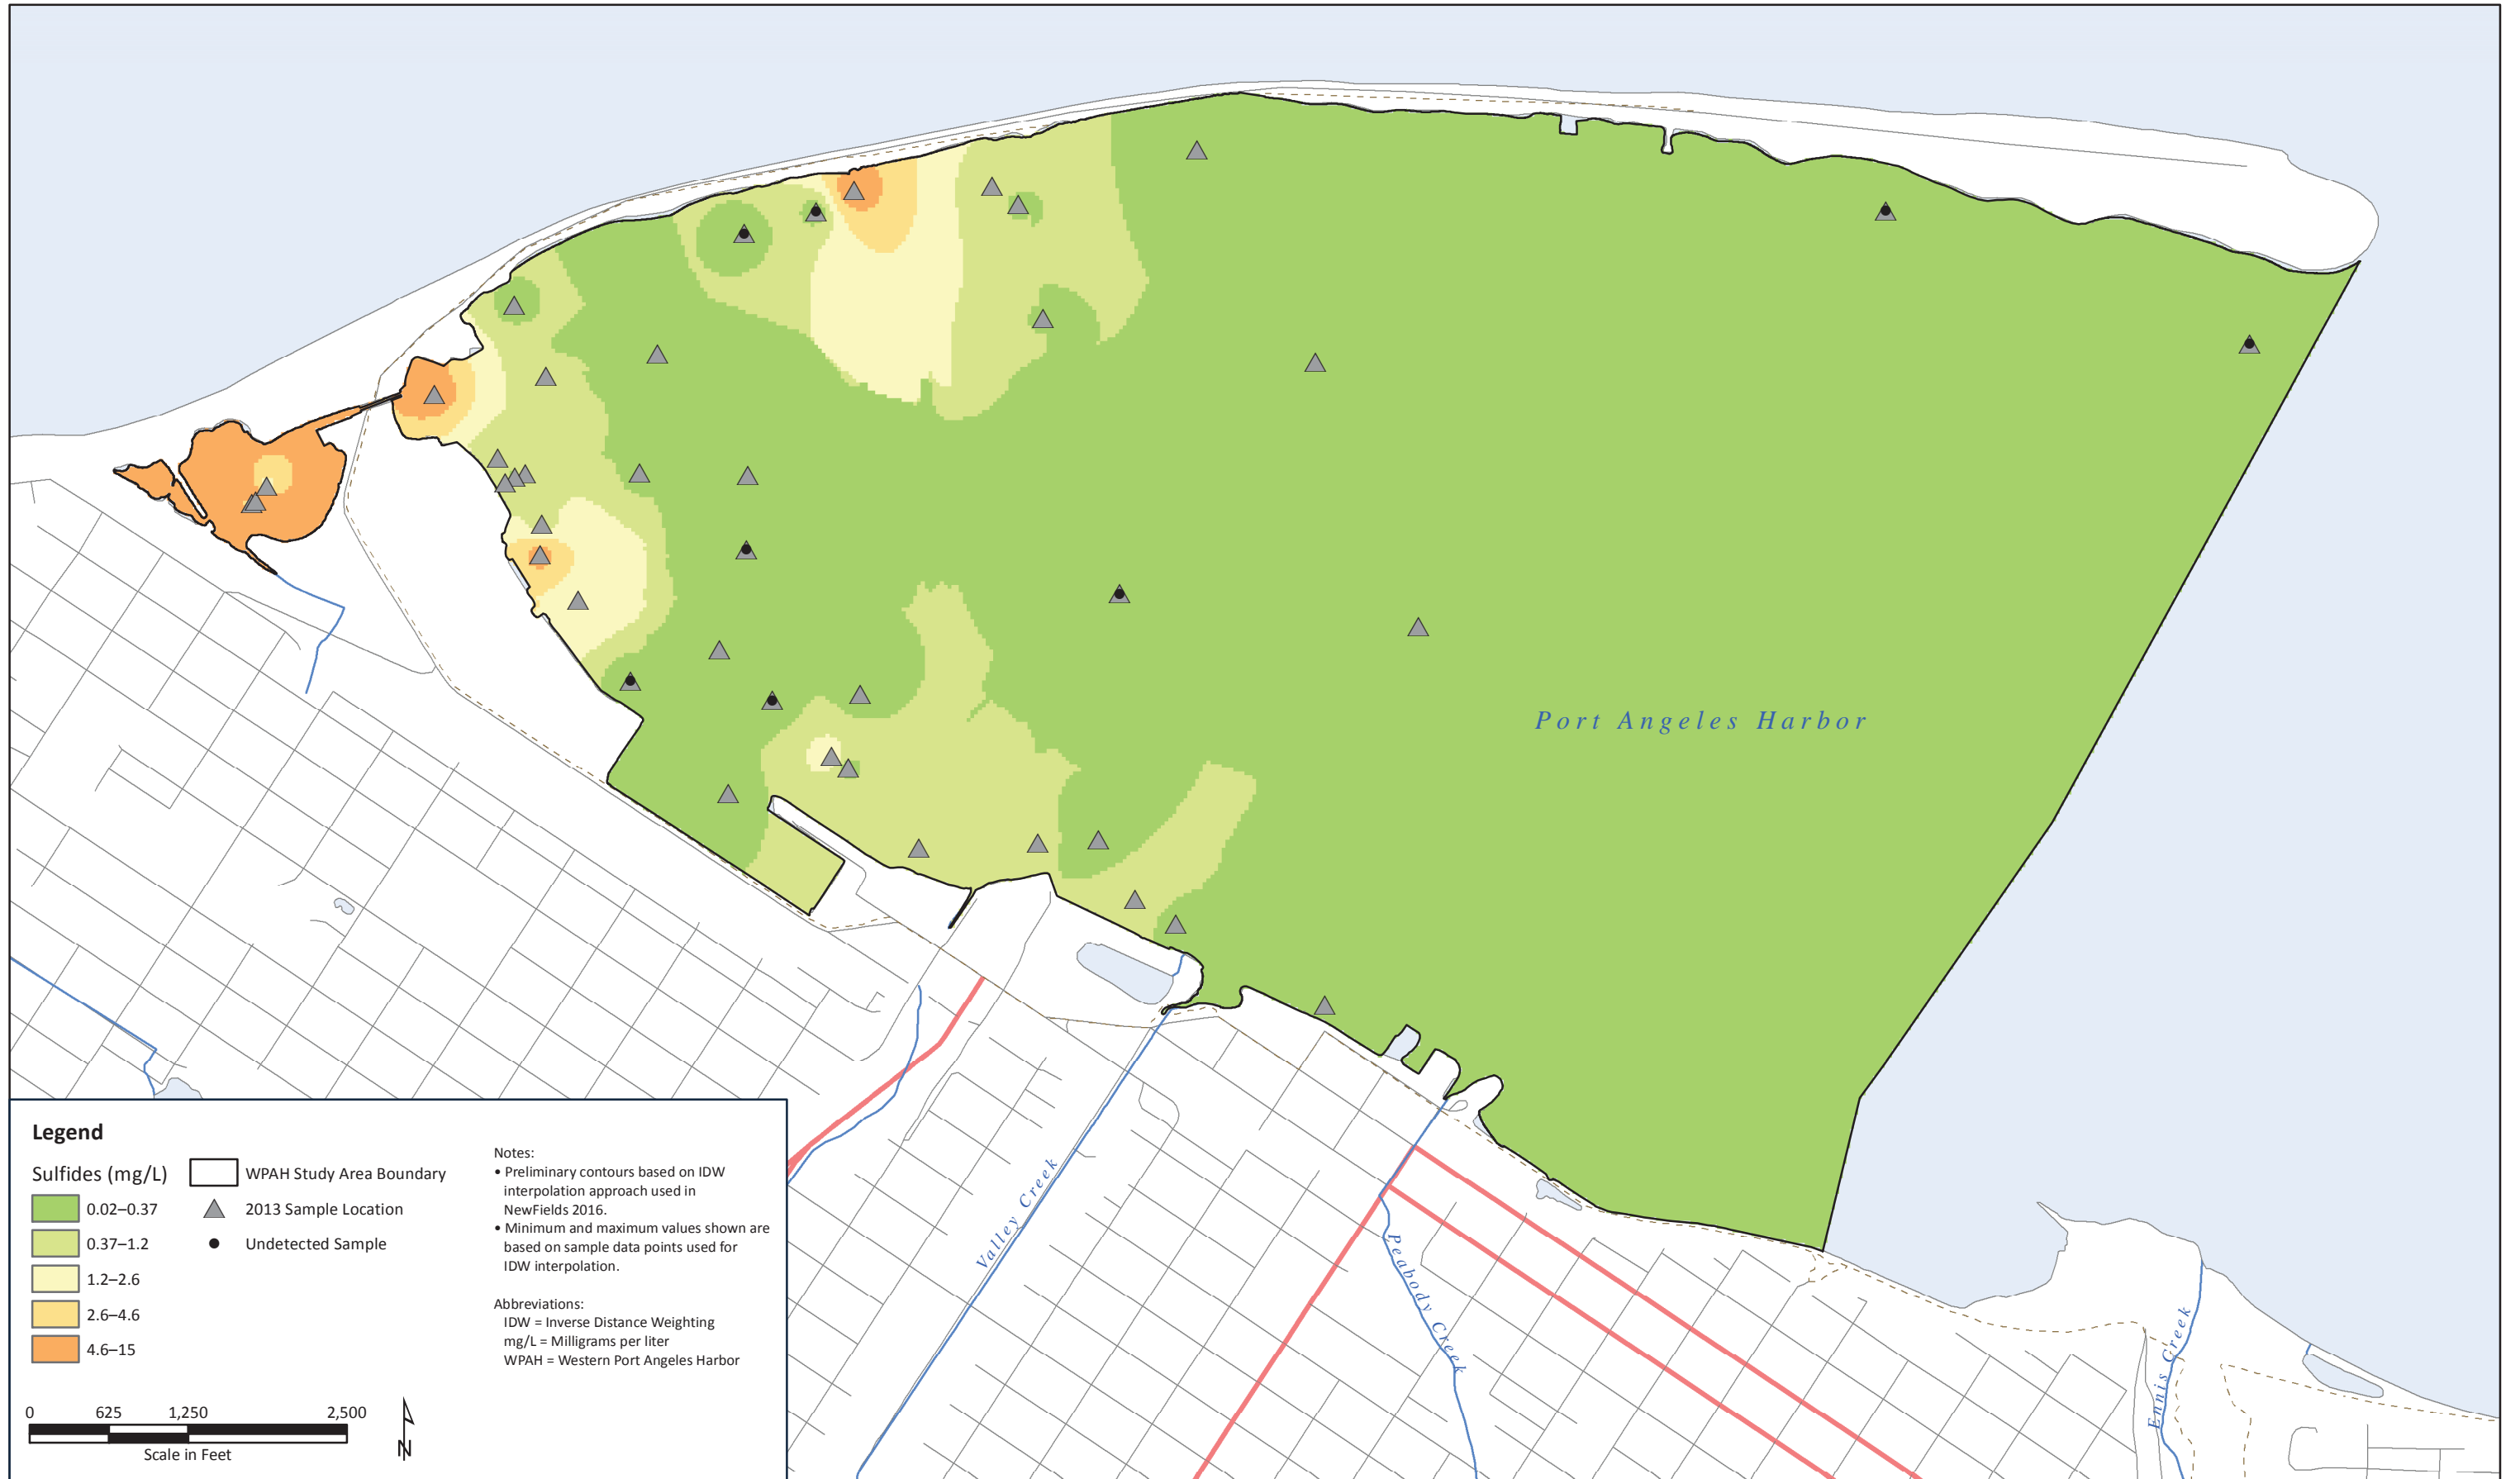 Port Angeles Harbor
Valley Creek
Peabody Creek
Ennis Creek
Legend
Sulfides (mg/L)
0.02–0.37
0.37–1.2
1.2–2.6
2.6–4.6
4.6–15
WPAH Study Area Boundary
2013 Sample Location
Undetected Sample
Notes:
• Preliminary contours based on IDW
interpolation approach used in
NewFields 2016.
• Minimum and maximum values shown are
based on sample data points used for
IDW interpolation.
Abbreviations:
IDW = Inverse Distance Weighting
mg/L = Milligrams per liter
WPAH = Western Port Angeles Harbor
0 625 1,250 2,500
Scale in Feet
N